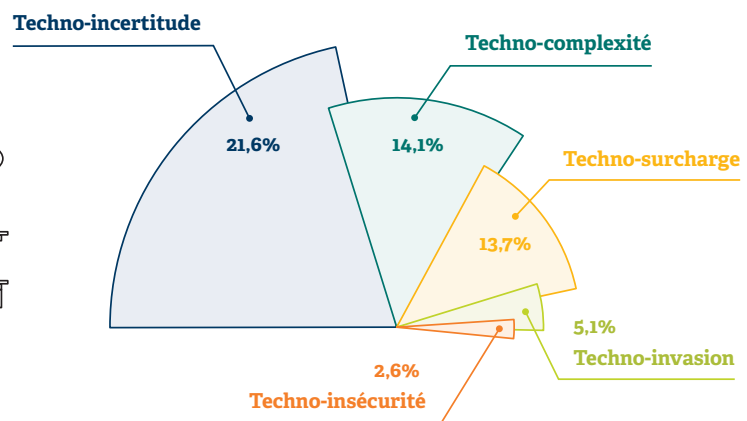 Techno-incertitude
21,6%
Techno-complexité
14,1%
Techno-surcharge
13,7%
5,1%
Techno-invasion
2,6%
Techno-insécurité